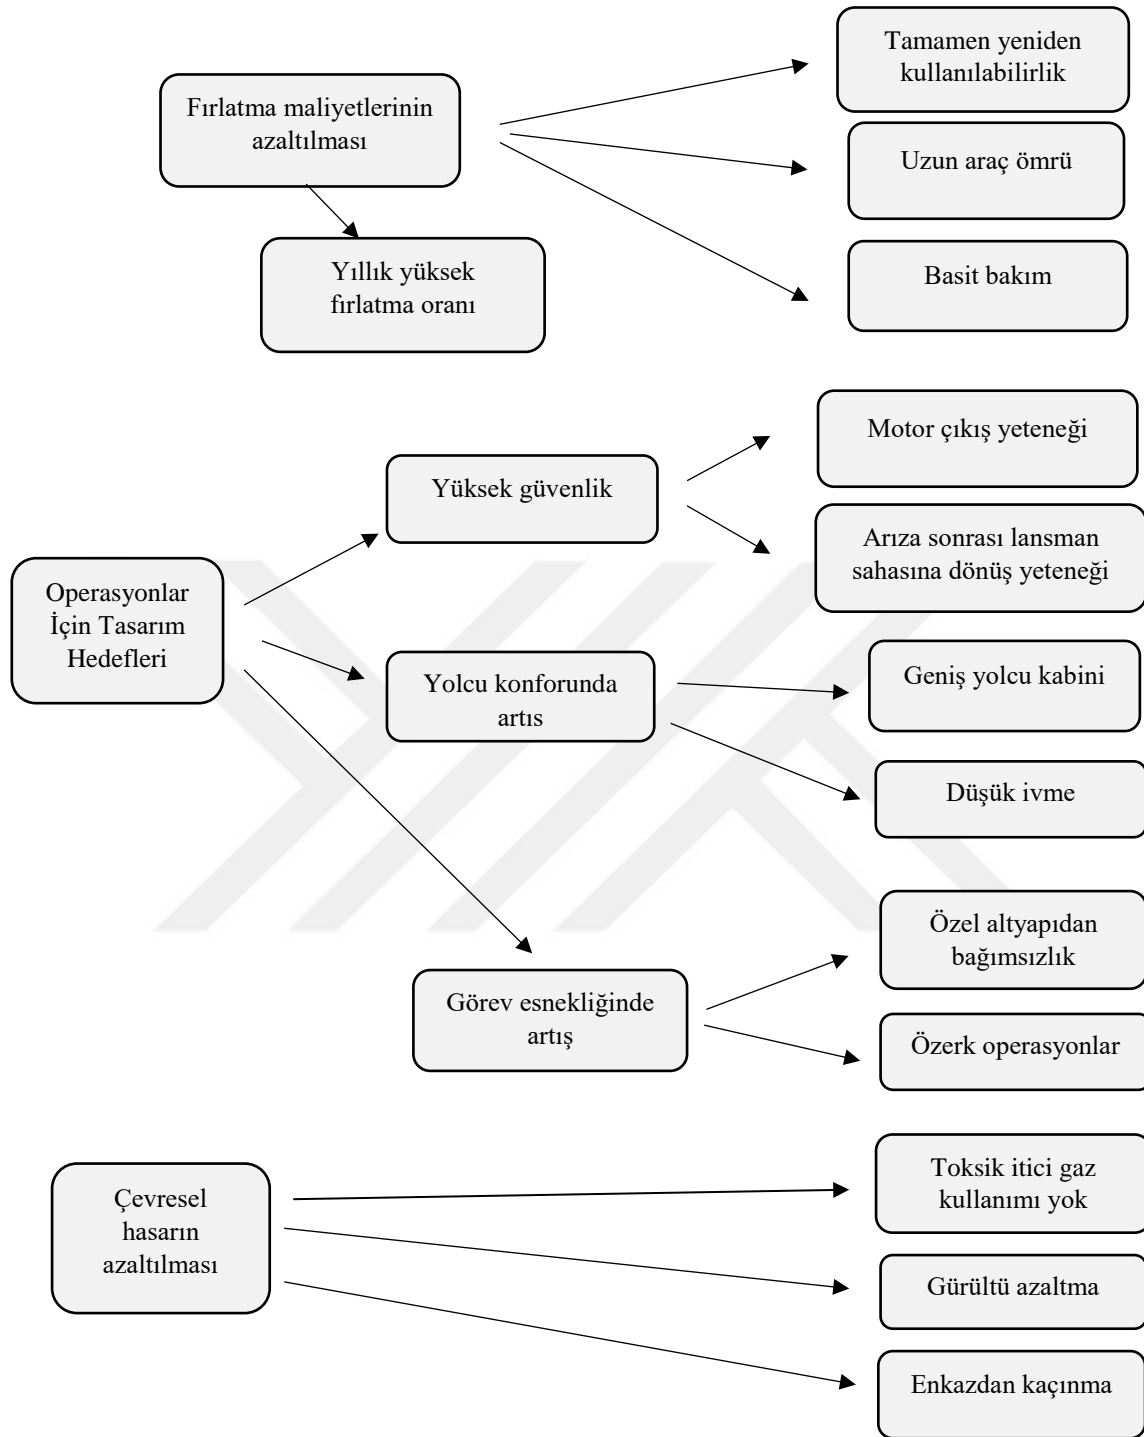 Tamamen yeniden
kullanılabilirlik
Fırlatma maliyetlerinin
azaltılması
Uzun araç ömrü
Yıllık yüksek
fırlatma oranı
Basit bakım
Motor çıkış yeteneği
Yüksek güvenlik
Arıza sonrası lansman
sahasına dönüş yeteneği
Operasyonlar
İçin Tasarım
Hedefleri
Yolcu konforunda
artıs
Geniş yolcu kabini
Düşük ivme
Özel altyapıdan
bağımsızlık
Görev esnekliğinde
artış
Özerk operasyonlar
Çevresel
hasarın
azaltılması
Toksik itici gaz
kullanımı yok
Gürültü azaltma
Enkazdan kaçınma